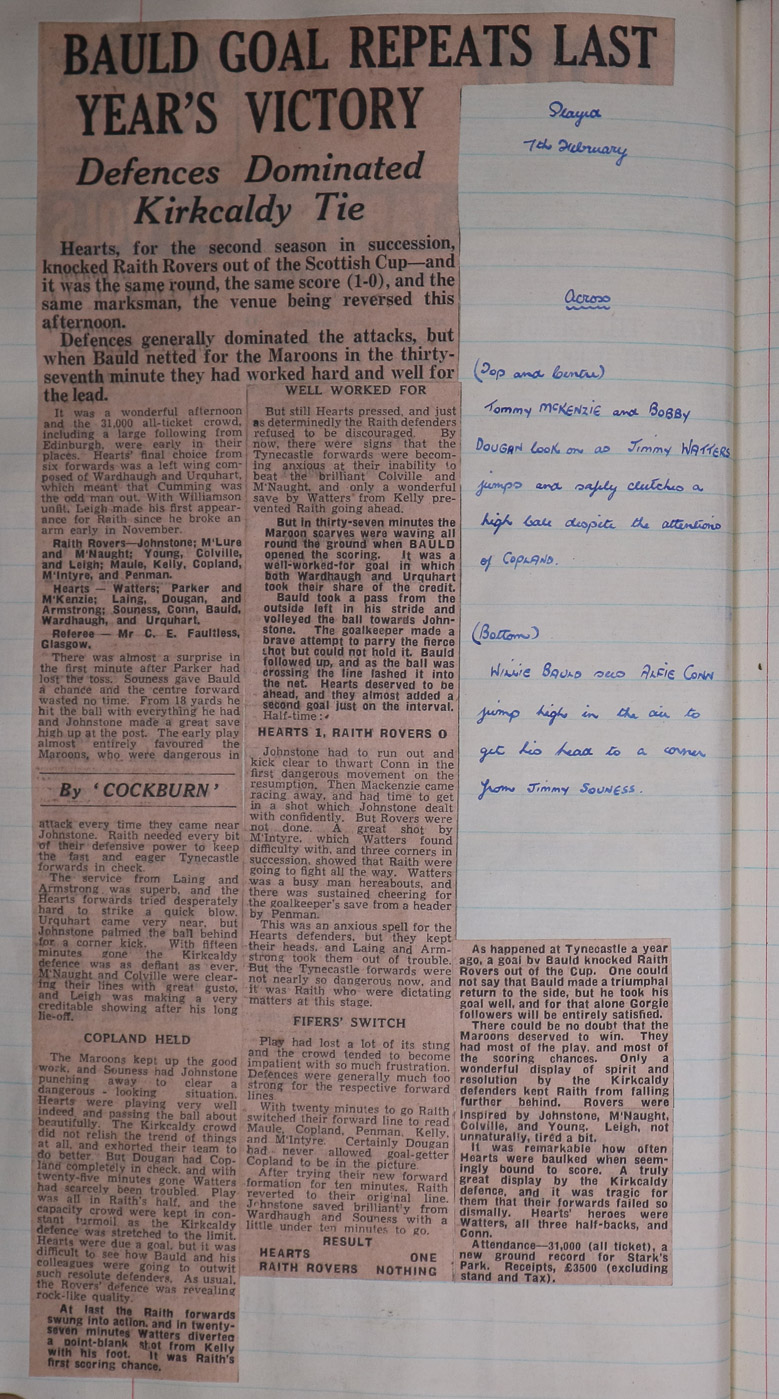 BAULD GOAL REPEATS LAST
YEAR'S VICTORY
Defences Dominated
Kirkcaldy Tie
Hearts, for the second season in succession,
knocked Raith Rovers out of the Scottish Cup—and
it was the same round, the same score (1-0), and the
same marksman, the venue being reversed this
afternoon.
Defences generally dominated the attacks, but
when Bauld netted for the Maroons in the thirty-
seventh minute they had worked hard and well for
the lead.
It was a wonderful afternoon
and the 31,000 all-ticket crowd,
including a large following from
Edinburgh, were early in their
places. Hearts' final choice from
six forwards was a left wing com-
posed of Wardhaugh and Urquhart,
which meant that Cumming was
the odd man out. With Williamson
unfit, Leigh made his first appear-
ance for Raith since he broke an
arm early in November.
Raith Rovers—Johnstone; M'Lure
and M'Naught; Young, Colville,
and Leigh; Maule, Kelly, Copland,
M'Intyre, and Penman.
Hearts — Watters; Parker and
M'Kenzie; Laing, Dougan, and
Armstrong; Souness, Conn, Bauld,
Wardhaugh, and Urquhart.
Referee — Mr C. E. Faultless,
Glasgow.
There was almost a surprise in
the first minute after Parker had
lost the toss. Souness gave Bauld
a chance and the centre forward
wasted no time. From 18 yards he
hit the ball with everything he had
and Johnstone made a great save
high up at the post. The early play
almost entirely favoured the
Maroons, who were dangerous in
By 'COCKBURN'
attack every time they came near
Johnstone. Raith needed every bit
of their defensive power to keep
the fast and eager Tynecastle
forwards in check.
The service from Laing and
Armstrong was superb, and the
Hearts forwards tried desperately
hard to strike a quick blow.
Urquhart came very near, but
Johnstone palmed the ball behind
for a corner kick. With fifteen
minutes gone the Kirkcaldy
defence was as defiant as ever.
M'Naught and Colville were clear-
ing their lines with great gusto,
and Leigh was making a very
creditable showing after his long
lie-off.
COPLAND HELD
The Maroons kept up the good
work, and Souness had Johnstone
punching away to clear a
dangerous - looking situation.
Hearts were playing very well
indeed and passing the ball about
beautifully. The Kirkcaldy crowd
did not relish the trend of things
at all, and exhorted their team to
do better. But Dougan had Cop-
land completely in check, and with
twenty-five minutes gone Watters
had scarcely been troubled. Play
was all in Raith's half, and the
capacity crowd were kept in con-
stant turmoil as the Kirkcaldy
defence was stretched to the limit.
Hearts were due a goal, but it was
difficult to see how Bauld and his
colleagues were going to outwit
such resolute defenders. As usual,
the Rovers' defence was revealing
rock-like quality.
At last the Raith forwards
swung into action, and in twenty-
seven minutes Watters diverted
a point-blank shot from Kelly
with his foot. It was Raith's
first scoring chance.
WELL WORKED FOR
But still Hearts pressed, and just
as determinedly the Raith defenders
refused to be discouraged. By
now, there were signs that the
Tynecastle forwards were becom-
ing anxious at their inability to
beat the brilliant Colville and
M'Naught, and only a wonderful
save by Watters from Kelly pre-
vented Raith going ahead.
But in thirty-seven minutes the
Maroon scarves were waving all
round the ground when BAULD
opened the scoring. It was a
well-worked-for goal in which
both Wardhaugh and Urquhart
took their share of the credit.
Bauld took a pass from the
outside left in his stride and
volleyed the ball towards John-
stone. The goalkeeper made a
brave attempt to parry the fierce
shot but could not hold it. Bauld
followed up, and as the ball was
crossing the line lashed it into
the net. Hearts deserved to be
ahead, and they almost added a
second goal just on the interval.
Half-time:-
HEARTS 1, RAITH ROVERS 0
Johnstone had to run out and
kick clear to thwart Conn in the
first dangerous movement on the
resumption. Then Mackenzie came
racing away, and had time to get
in a shot which Johnstone dealt
with confidently. But Rovers were
not done. A great shot by
M'Intyre, which Watters found
difficulty with, and three corners in
succession, showed that Raith were
going to fight all the way. Watters
was a busy man hereabouts, and
there was sustained cheering for
the goalkeeper's save from a header
by Penman.
This was an anxious spell for the
Hearts defenders, but they kept
their heads, and Laing and Arm-
strong took them out of trouble.
But the Tynecastle forwards were
not nearly so dangerous now, and
it was Raith who were dictating
matters at this stage.
FIFERS' SWITCH
Play had lost a lot of its sting
and the crowd tended to become
impatient with so much frustration.
Defences were generally much too
strong for the respective forward
lines
With twenty minutes to go Raith
switched their forward line to read
Maule, Copland, Penman, Kelly,
and M'Intyre. Certainly Dougan
had never allowed goal-getter
Copland to be in the picture.
After trying their new forward
formation for ten minutes, Raith
reverted to their original line.
Johnstone saved brilliantly from
Wardhaugh and Souness with a
little under ten minutes to go.
RESULT
HEARTS ONE
RAITH ROVERS NOTHING
Played
7th February
Across
(Top and Centre)
Tommy McKENZIE and BOBBY
DOUGAN look on as Jimmy WATTERS
jumps and safely clutches a
high ball despite the attentions
of COPLAND.
(Bottom)
WILLIE BAULD sees ALFIE CONN
jump high in the air to
get his head to a corner
from JIMMY SOUNESS.
As happened at Tynecastle a year
ago, a goal by Bauld knocked Raith
Rovers out of the Cup. One could
not say that Bauld made a triumphal
return to the side, but he took his
goal well, and for that alone Gorgie
followers will be entirely satisfied.
There could be no doubt that the
Maroons deserved to win. They
had most of the play, and most of
the scoring chances. Only a
wonderful display of spirit and
resolution by the Kirkcaldy
defenders kept Raith from falling
further behind. Rovers were
inspired by Johnstone, M'Naught,
Colville, and Young. Leigh, not
unnaturally, tired a bit.
It was remarkable how often
Hearts were baulked when seem-
ingly bound to score. A truly
great display by the Kirkcaldy
defence, and it was tragic for
them that their forwards failed so
dismally. Hearts' heroes were
Watters, all three half-backs, and
Conn.
Attendance—31,000 (all ticket), a
new ground record for Stark's
Park. Receipts, £3500 (excluding
stand and Tax).